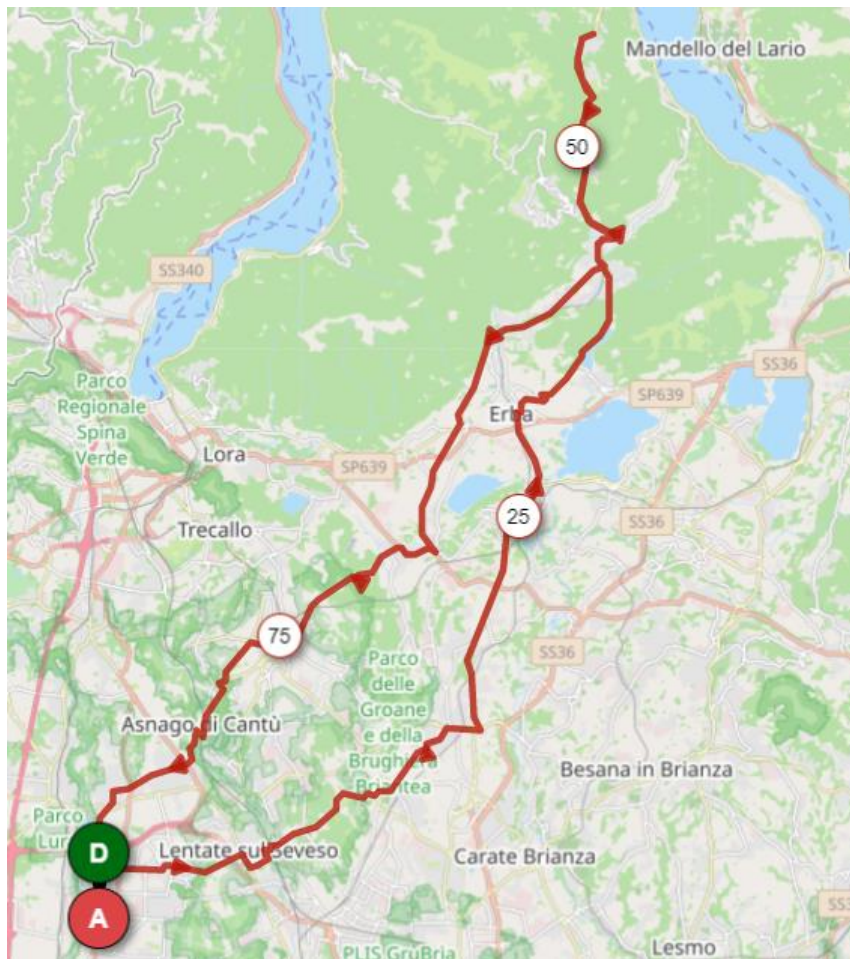 Mandello del Lario
50
SS340
SS36
Parco
Regionale
Spina
Verde
SP639
Erba
Lora
SP639
25
SS36
Trecallo
75
SS36
Parco
delle
Groane
e della
Brughiera
Briantea
Asnago di Cantù
Besana in Brianza
Parco
Lur
D
Lentate sul Seveso
Carate Brianza
A
SS3
PLIS GruBria
Lesmo